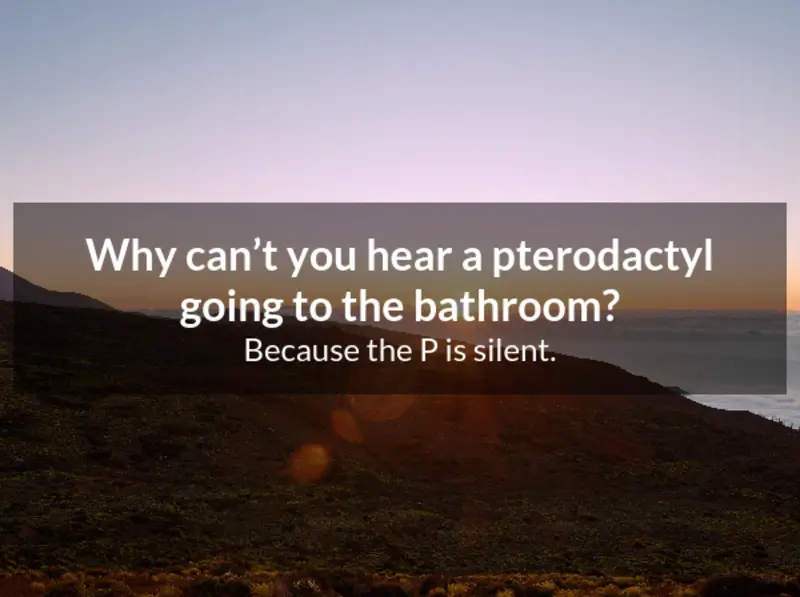 Why can’t you hear a pterodactyl
going to the bathroom?
Because the P is silent.